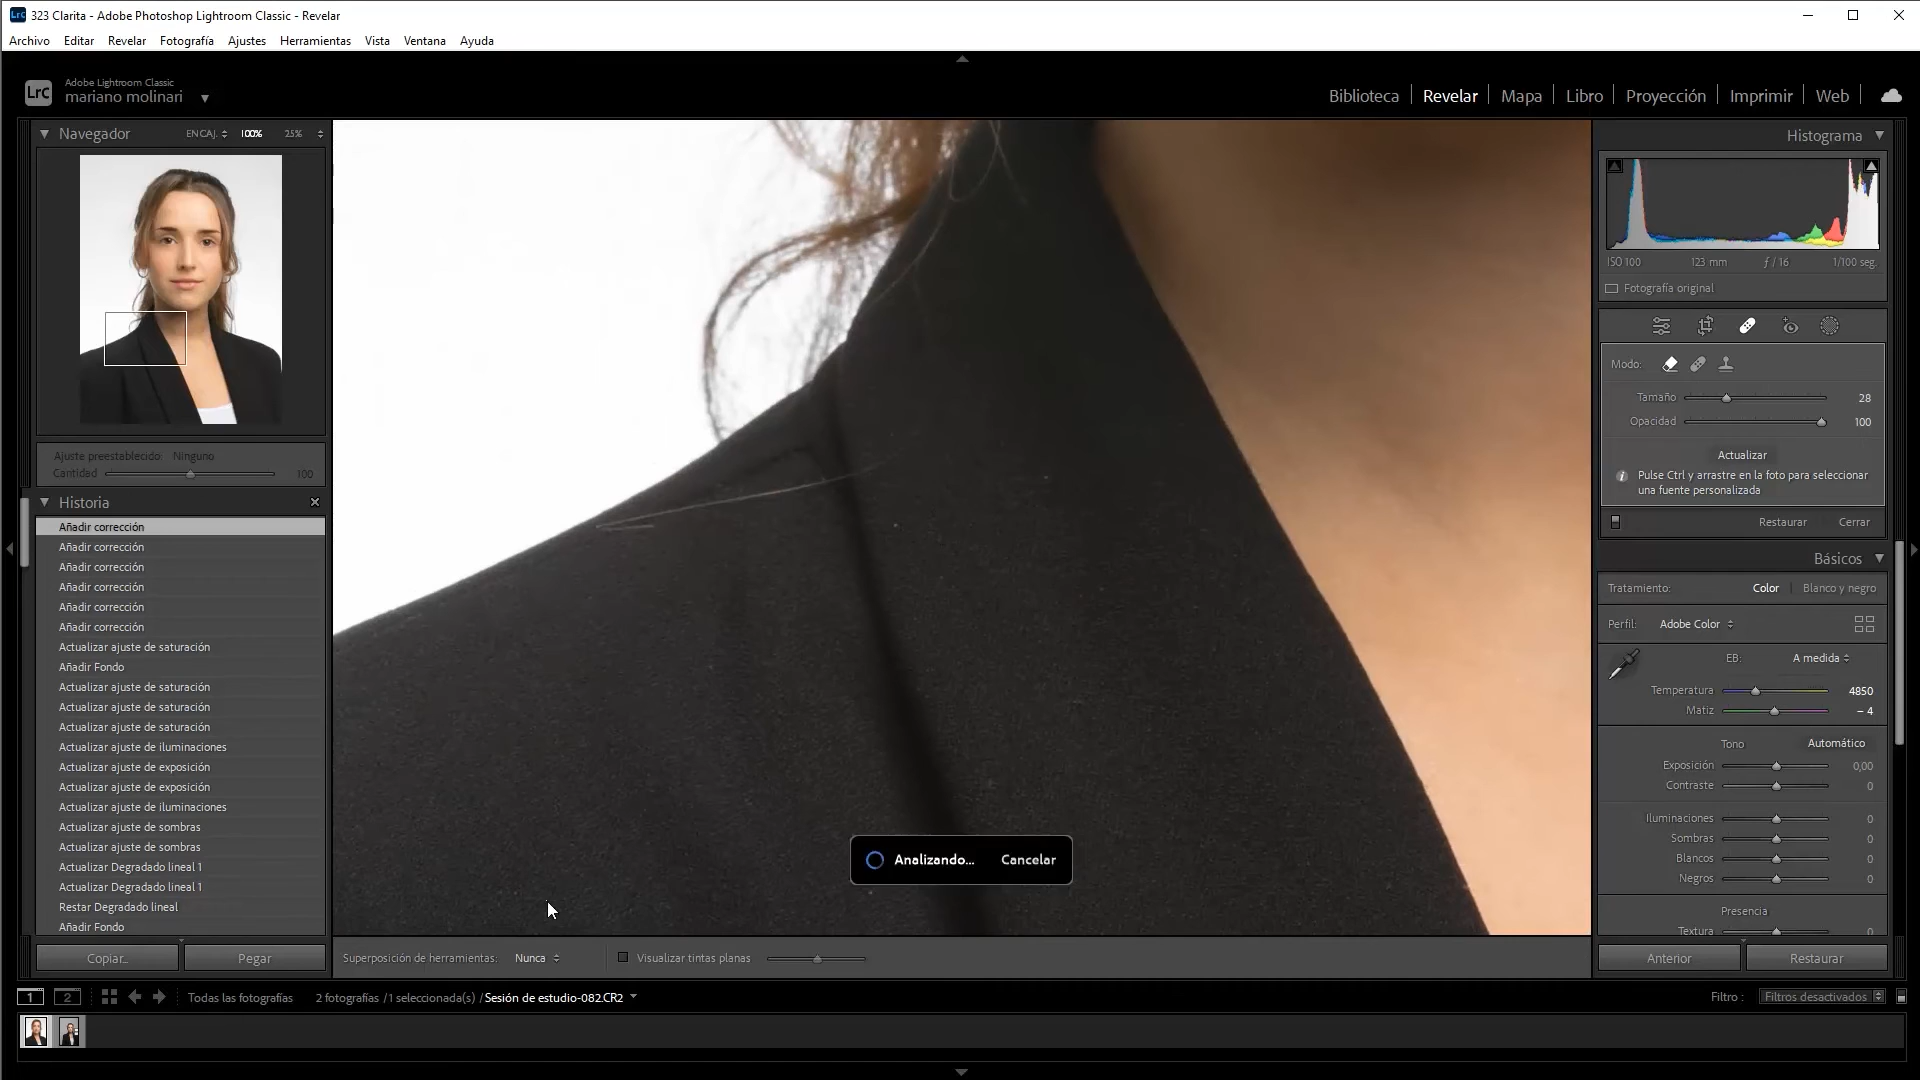 323 Clarita - Adobe Photoshop Lightroom Classic - Revelar
Archivo Editar Revelar Fotografía Ajustes Herramientas Vista Ventana Ayuda
LrC
Adobe Lightroom Classic
mariano molinari
Biblioteca Revelar Mapa Libro Proyección Imprimir Web
Navegador ENCAJ. 100% 25%
Ajuste preestablecido: Ninguno
Cantidad 100
Historia
Añadir corrección
Añadir corrección
Añadir corrección
Añadir corrección
Añadir corrección
Añadir corrección
Actualizar ajuste de saturación
Añadir Fondo
Actualizar ajuste de saturación
Actualizar ajuste de saturación
Actualizar ajuste de saturación
Actualizar ajuste de iluminaciones
Actualizar ajuste de exposición
Actualizar ajuste de exposición
Actualizar ajuste de iluminaciones
Actualizar ajuste de sombras
Actualizar ajuste de sombras
Actualizar Degradado lineal 1
Actualizar Degradado lineal 1
Restar Degradado lineal
Añadir Fondo
Copiar... Pegar
Analizando... Cancelar
Superposición de herramientas: Nunca Visualizar tintas planas
Histograma
ISO 100 123 mm ƒ / 16 1/100 seg.
Fotografía original
Modo:
Tamaño 28
Opacidad 100
Actualizar
Pulse Ctrl y arrastre en la foto para seleccionar
una fuente personalizada
Restaurar Cerrar
Básicos
Tratamiento: Color Blanco y negro
Perfil: Adobe Color
EB: A medida
Temperatura 4850
Matiz – 4
Tono Automático
Exposición 0,00
Contraste 0
Iluminaciones 0
Sombras 0
Blancos 0
Negros 0
Presencia
Textura 0
Anterior Restaurar
1 2 Todas las fotografías 2 fotografías /1 seleccionada(s) /Sesión de estudio-082.CR2
Filtro : Filtros desactivados